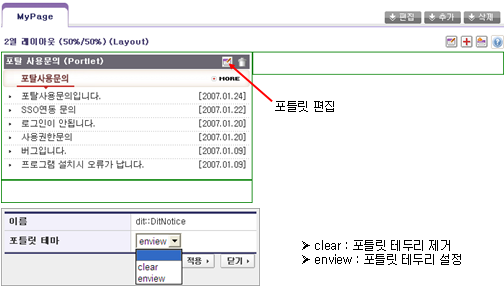 MyPage
편집 추가 삭제
2열 레이아웃 (50%/50%) (Layout)
포탈 사용문의 (Portlet)
포탈사용문의 MORE
포탈사용문의입니다. [2007.01.24]
SSO연동 문의 [2007.01.22]
로그인이 안됩니다. [2007.01.20]
사용권한문의 [2007.01.20]
버그입니다. [2007.01.09]
프로그램 설치시 오류가 납니다. [2007.01.09]
포틀릿 편집
이름 dit::DitNotice
포틀릿 테마 enview
적용 닫기
clear
enview
➢ clear : 포틀릿 테두리 제거
➢ enview : 포틀릿 테두리 설정